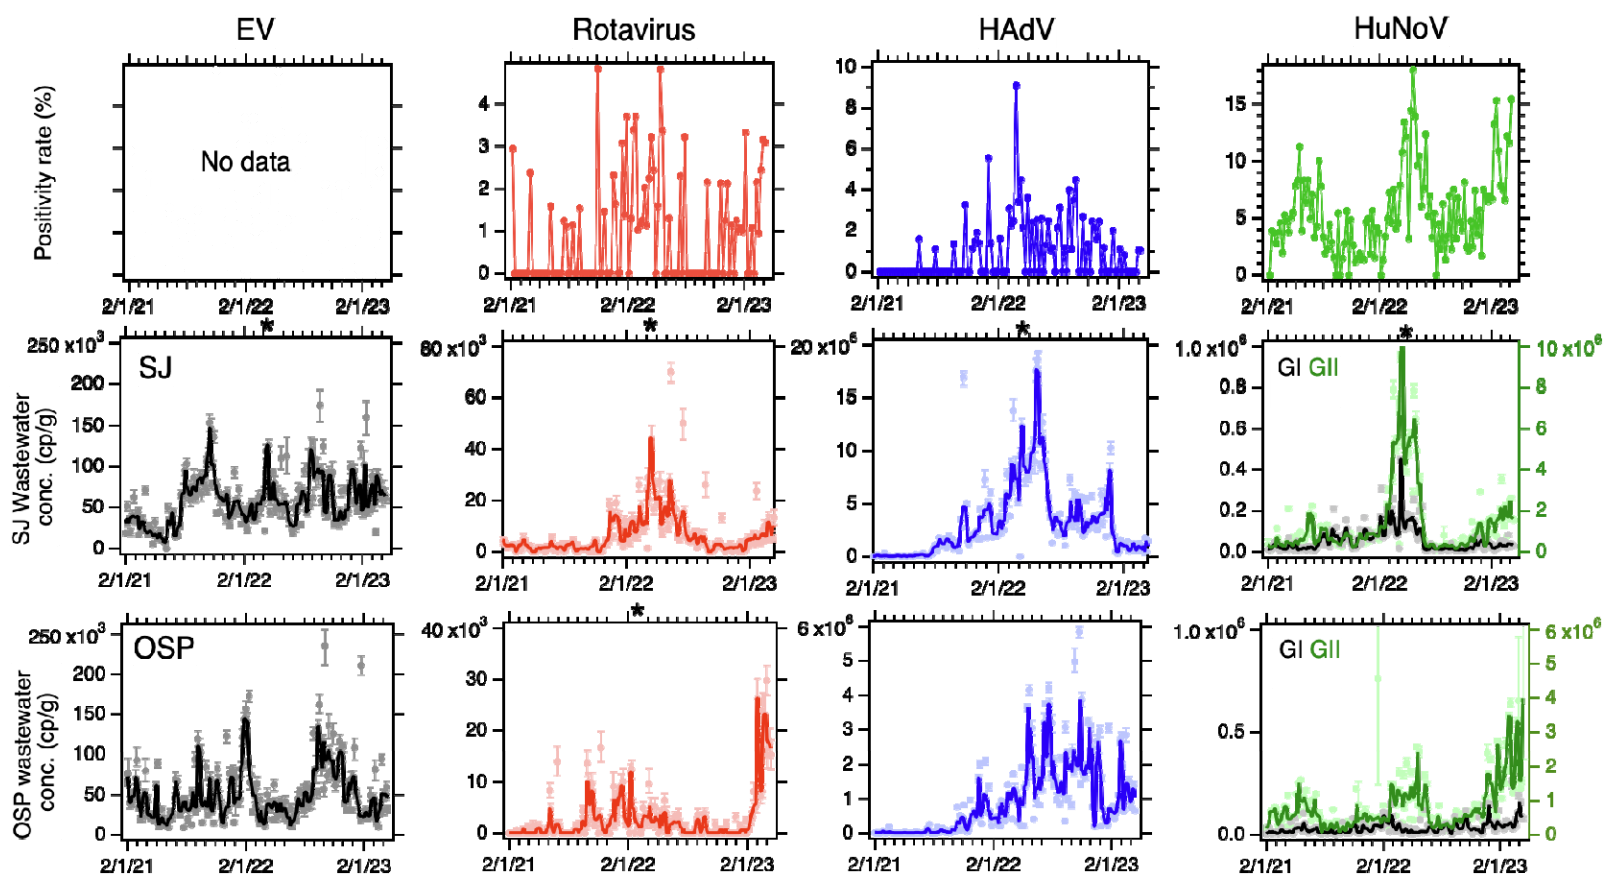 EV Rotavirus HAdV HuNoV
Positivity rate (%)
No data
4
3
2
1
0
10
8
6
4
2
0
15
10
5
0
2/1/21 2/1/22 2/1/23 2/1/21 2/1/22 2/1/23 2/1/21 2/1/22 2/1/23 2/1/21 2/1/22 2/1/23
* * * *
SJ Wastewater
conc. (cp/g)
SJ
250 x10³
200
150
100
50
0
80 x10³
60
40
20
0
20 x10⁶
15
10
5
0
GI GII
1.0 x10⁶
0.8
0.6
0.4
0.2
0.0
10 x10⁶
8
6
4
2
0
2/1/21 2/1/22 2/1/23 2/1/21 2/1/22 2/1/23 2/1/21 2/1/22 2/1/23 2/1/21 2/1/22 2/1/23
*
OSP wastewater
conc. (cp/g)
OSP
250 x10³
200
150
100
50
0
40 x10³
30
20
10
0
6 x10⁶
5
4
3
2
1
0
GI GII
1.0 x10⁶
0.5
0.0
6 x10⁶
5
4
3
2
1
0
2/1/21 2/1/22 2/1/23 2/1/21 2/1/22 2/1/23 2/1/21 2/1/22 2/1/23 2/1/21 2/1/22 2/1/23